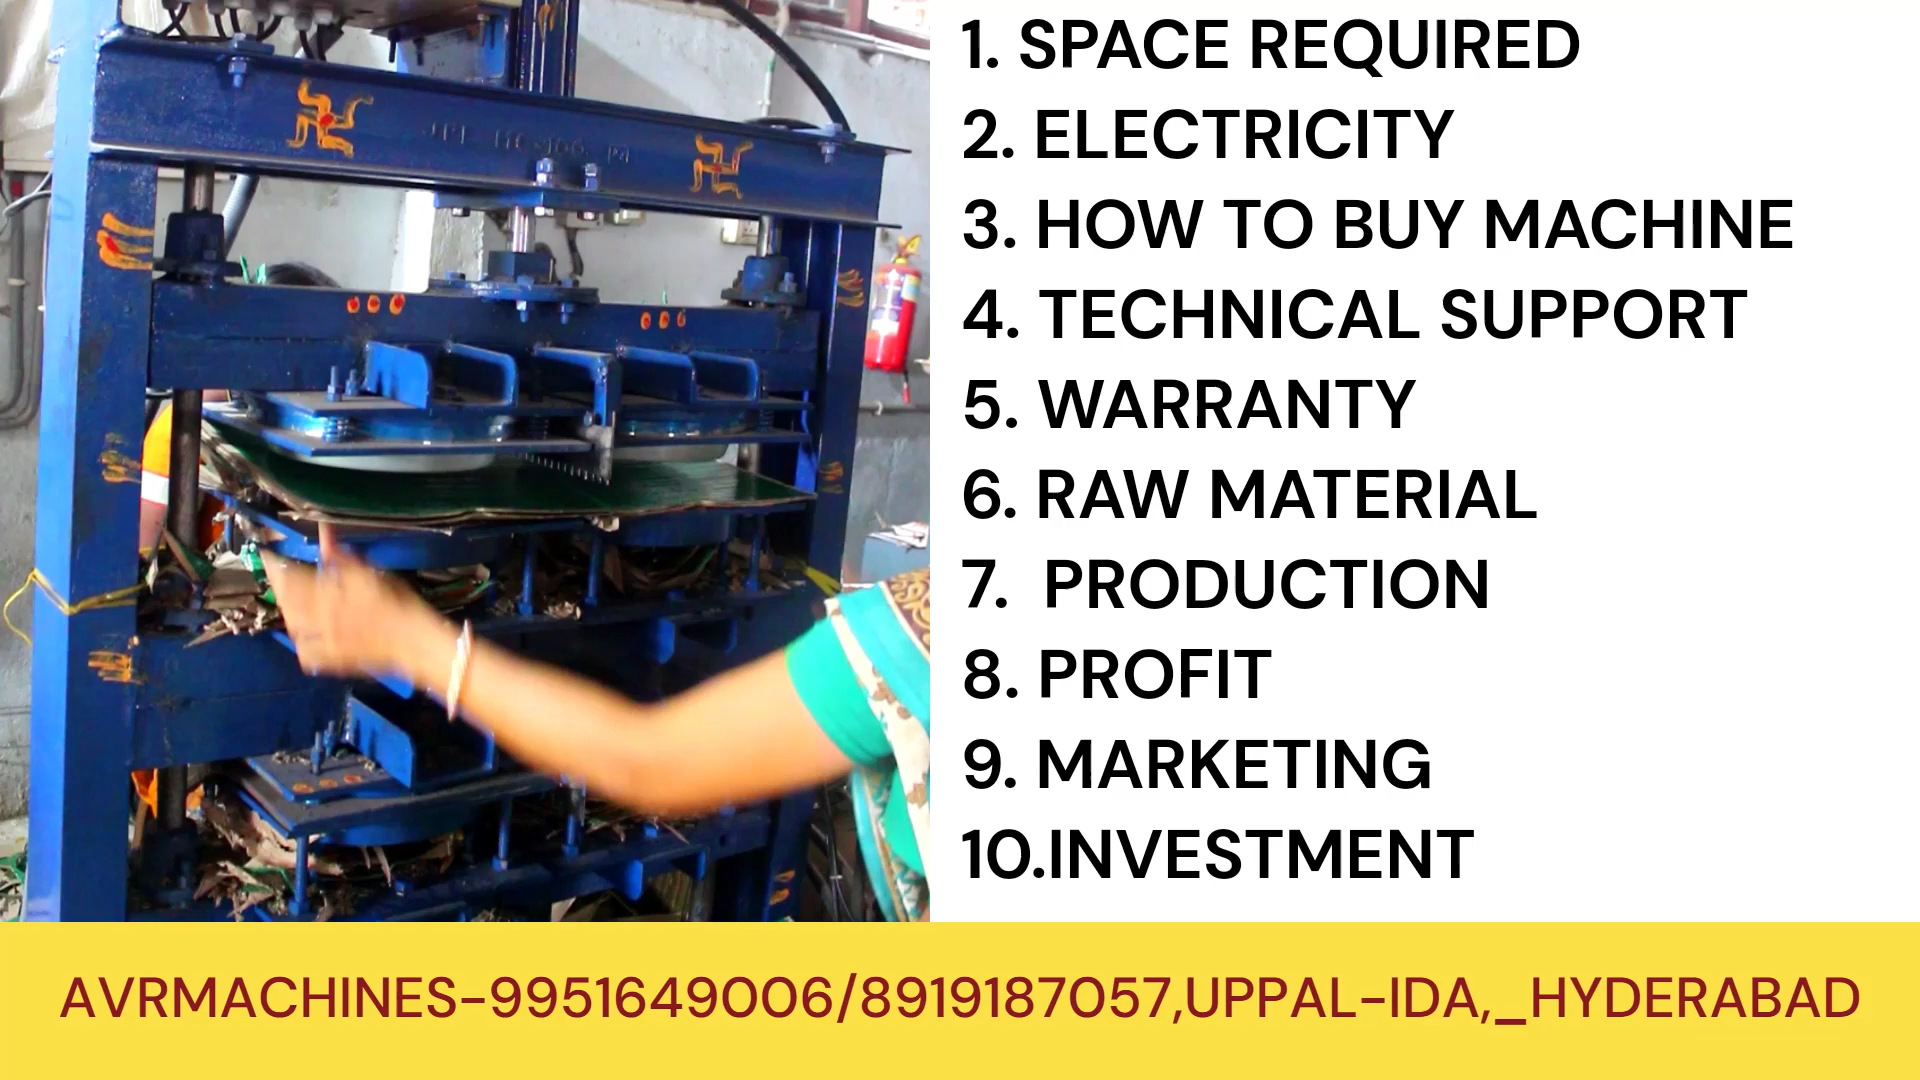 1. SPACE REQUIRED
2. ELECTRICITY
3. HOW TO BUY MACHINE
4. TECHNICAL SUPPORT
5. WARRANTY
6. RAW MATERIAL
7. PRODUCTION
8. PROFIT
9. MARKETING
10.INVESTMENT
AVRMACHINES-9951649006/8919187057,UPPAL-IDA,_HYDERABAD